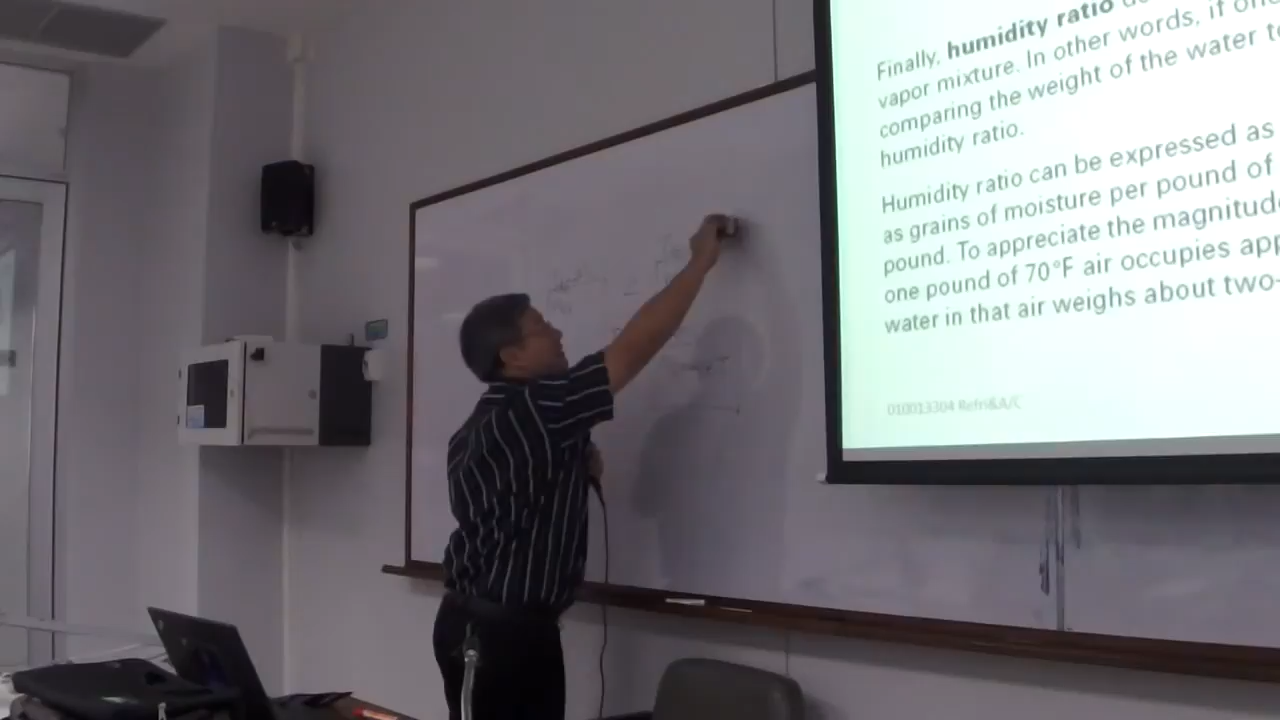 Finally, humidity ratio
vapor mixture. In other words, if one
comparing the weight of the water to
humidity ratio.
Humidity ratio can be expressed as
as grains of moisture per pound of
pound. To appreciate the magnitude
one pound of 70°F air occupies app
water in that air weighs about two-
010013304 Refri&A/C